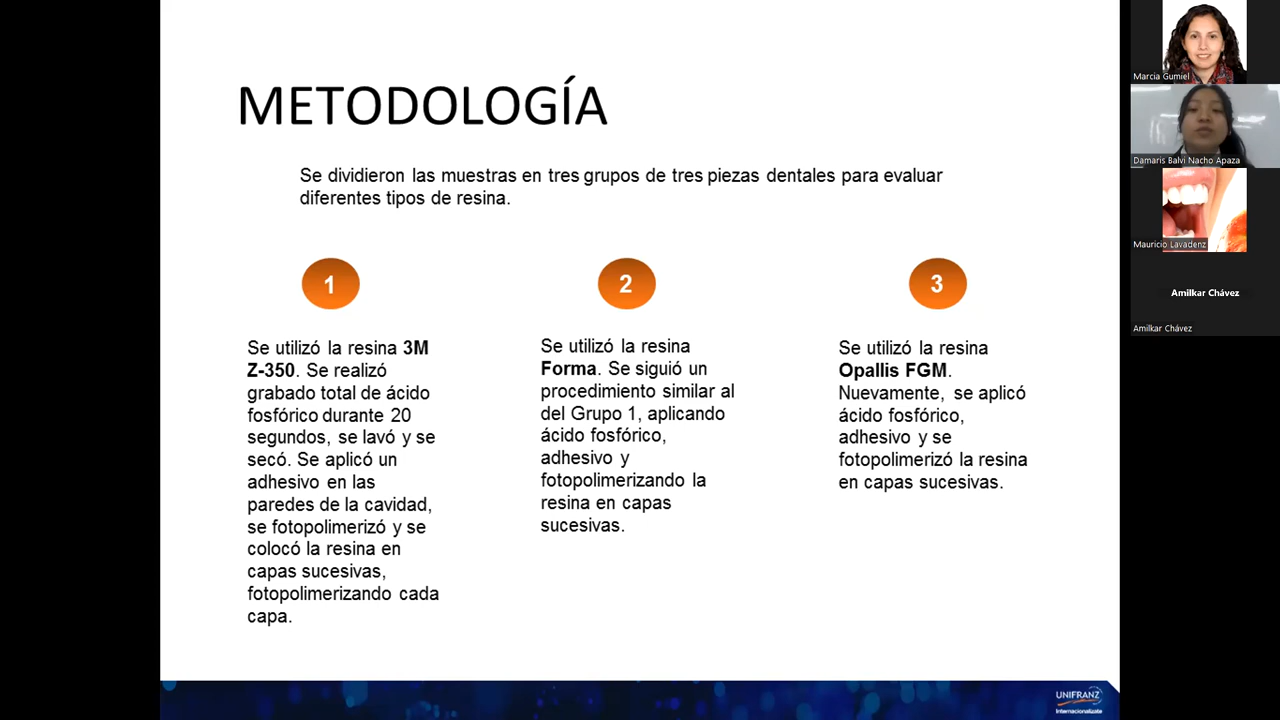 METODOLOGÍA
Se dividieron las muestras en tres grupos de tres piezas dentales para evaluar
diferentes tipos de resina.
1
Se utilizó la resina 3M
Z-350. Se realizó
grabado total de ácido
fosfórico durante 20
segundos, se lavó y se
secó. Se aplicó un
adhesivo en las
paredes de la cavidad,
se fotopolimerizó y se
colocó la resina en
capas sucesivas,
fotopolimerizando cada
capa.
2
Se utilizó la resina
Forma. Se siguió un
procedimiento similar al
del Grupo 1, aplicando
ácido fosfórico,
adhesivo y
fotopolimerizando la
resina en capas
sucesivas.
3
Se utilizó la resina
Opallis FGM.
Nuevamente, se aplicó
ácido fosfórico,
adhesivo y se
fotopolimerizó la resina
en capas sucesivas.
UNIFRANZ
Internacionalízate
Marcia Gumiel
Damaris Balvi Nacho Apaza
Mauricio Lavadenz
Amilkar Chávez
Amilkar Chávez